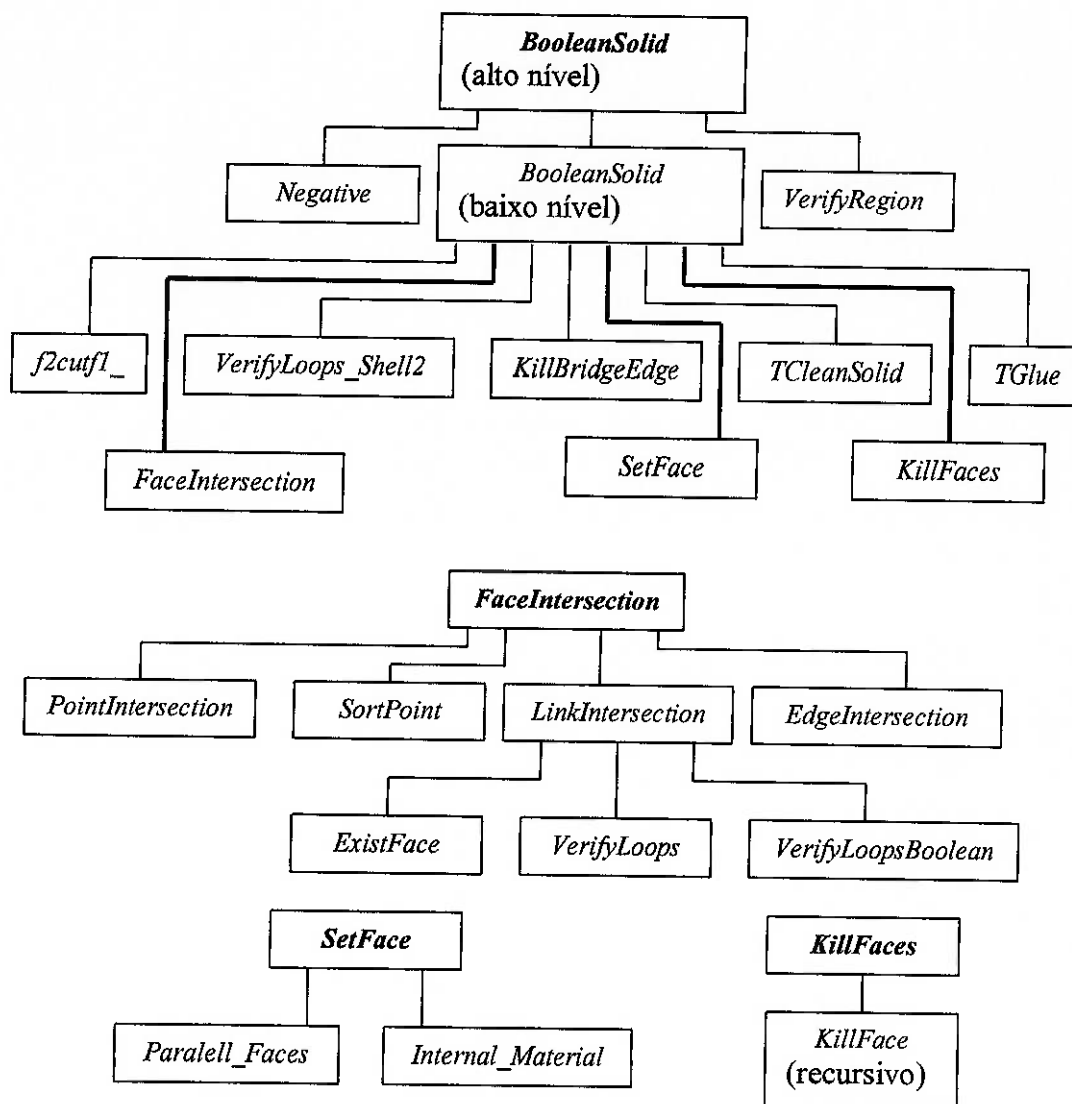 BooleanSolid
(alto nível)
Negative
BooleanSolid
(baixo nível)
VerifyRegion
f2cutf1_
VerifyLoops_Shell2
KillBridgeEdge
TCleanSolid
TGlue
FaceIntersection
SetFace
KillFaces
FaceIntersection
PointIntersection
SortPoint
LinkIntersection
EdgeIntersection
ExistFace
VerifyLoops
VerifyLoopsBoolean
SetFace
KillFaces
Paralell_Faces
Internal_Material
KillFace
(recursivo)